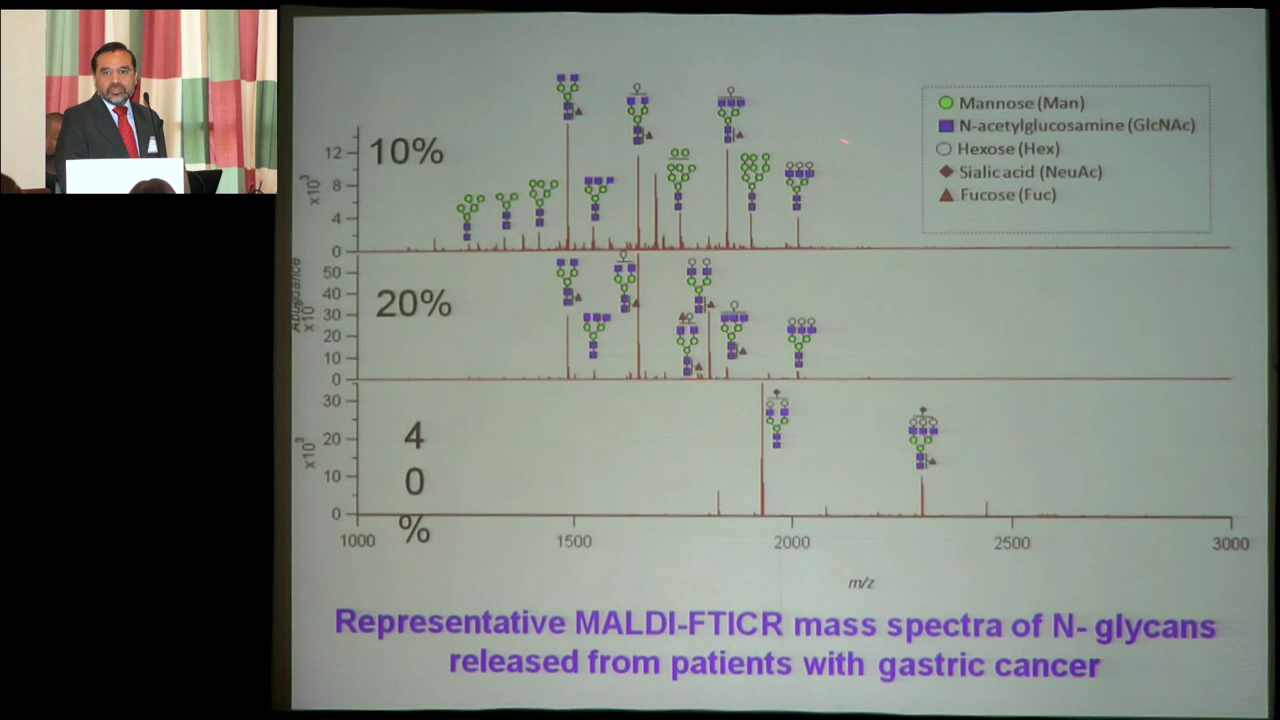 Mannose (Man)
N-acetylglucosamine (GlcNAc)
Hexose (Hex)
Sialic acid (NeuAc)
Fucose (Fuc)
10%
12
8
4
0
x10³
20%
50
40
30
20
10
0
Abundance
x10³
4
0
%
30
20
10
0
x10³
1000
1500
2000
2500
3000
m/z
Representative MALDI-FTICR mass spectra of N- glycans
released from patients with gastric cancer